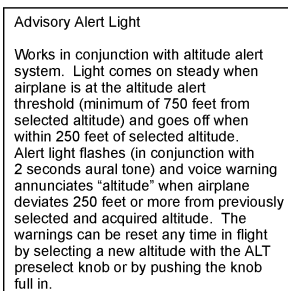 Advisory Alert Light
Works in conjunction with altitude alert
system.  Light comes on steady when
airplane is at the altitude alert
threshold (minimum of 750 feet from
selected altitude) and goes off when
within 250 feet of selected altitude.
Alert light flashes (in conjunction with
2 seconds aural tone) and voice warning
annunciates “altitude” when airplane
deviates 250 feet or more from previously
selected and acquired altitude.  The
warnings can be reset any time in flight
by selecting a new altitude with the ALT
preselect knob or by pushing the knob
full in.